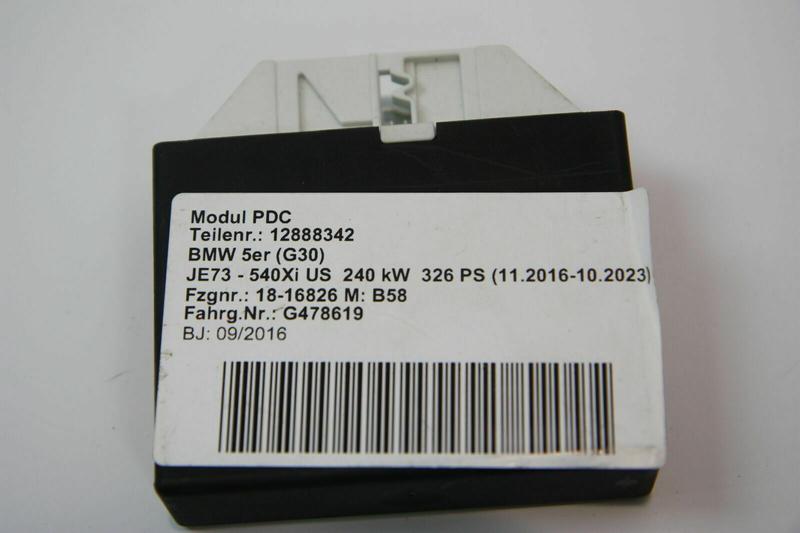 Modul PDC
Teilenr.: 12888342
BMW 5er (G30)
JE73 - 540Xi US 240 kW 326 PS (11.2016-10.2023)
Fzgnr.: 18-16826 M: B58
Fahrg.Nr.: G478619
BJ: 09/2016